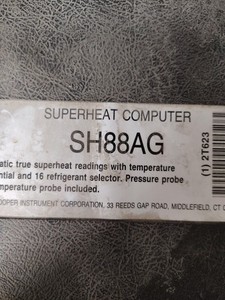 SUPERHEAT COMPUTER
SH88AG
atic true superheat readings with temperature
ntial and 16 refrigerant selector. Pressure probe
mperature probe included.
OOPER INSTRUMENT CORPORATION, 33 REEDS GAP ROAD, MIDDLEFIELD, CT
(1) 2T623